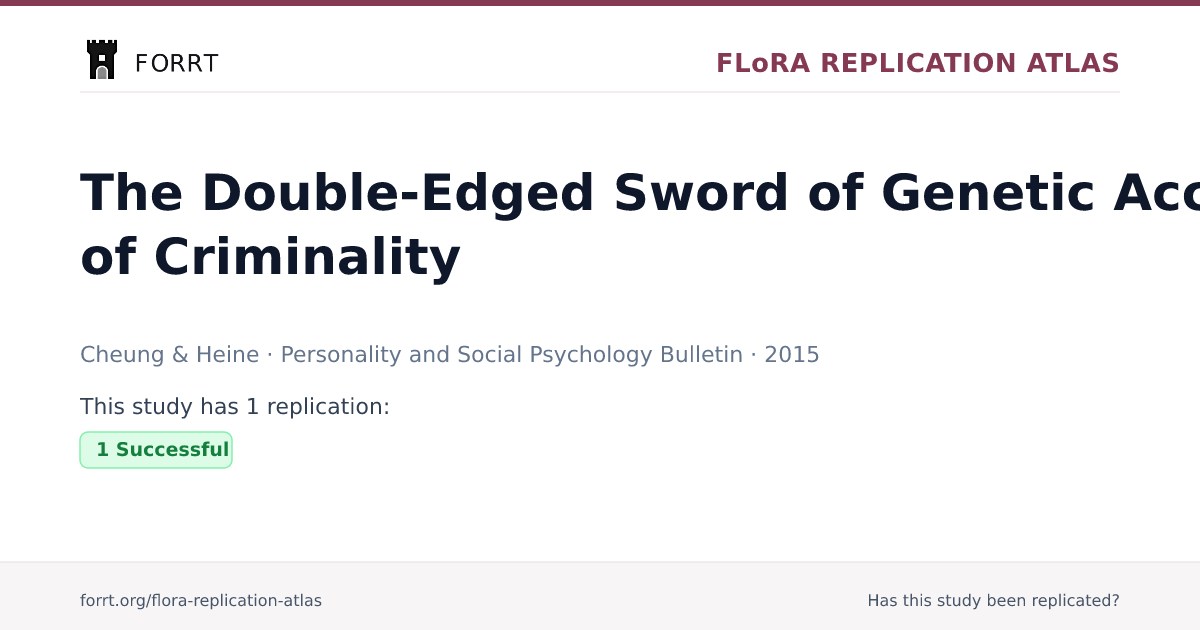 FORRT
FLoRA REPLICATION ATLAS
The Double-Edged Sword of Genetic
of Criminality
Cheung & Heine · Personality and Social Psychology Bulletin · 2015
This study has 1 replication:
1 Successful
forrt.org/flora-replication-atlas
Has this study been replicated?